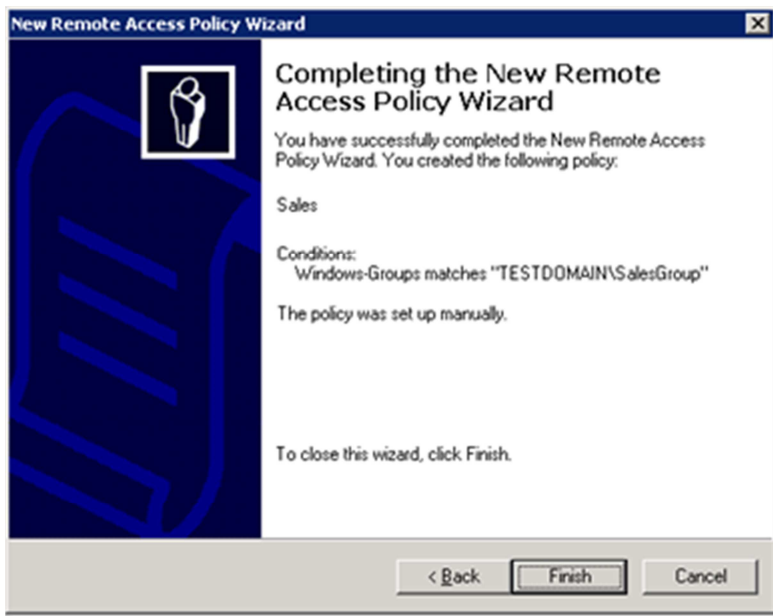 New Remote Access Policy Wizard
Completing the New Remote
Access Policy Wizard
You have successfully completed the New Remote Access
Policy Wizard. You created the following policy:
Sales
Conditions:
Windows-Groups matches "TESTDOMAIN\SalesGroup"
The policy was set up manually.
To close this wizard, click Finish.
< Back
Finish
Cancel